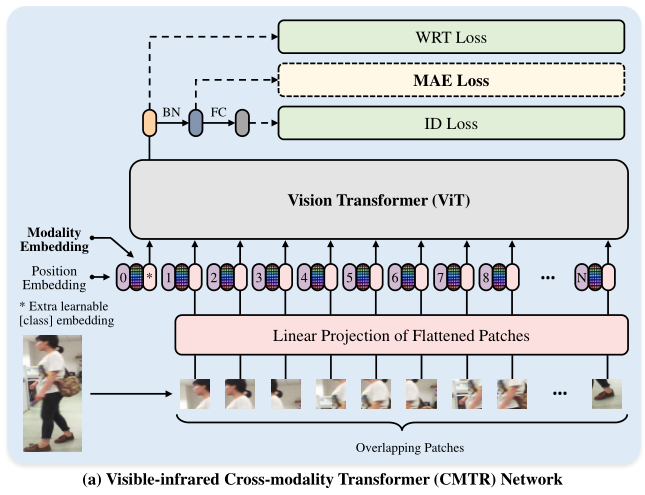 WRT Loss
MAE Loss
BN
FC
ID Loss
Vision Transformer (ViT)
Modality
Embedding
Position
Embedding
0 * 1 2 3 4 5 6 7 8 ... N
* Extra learnable
[class] embedding
Linear Projection of Flattened Patches
...
Overlapping Patches
(a) Visible-infrared Cross-modality Transformer (CMTR) Network